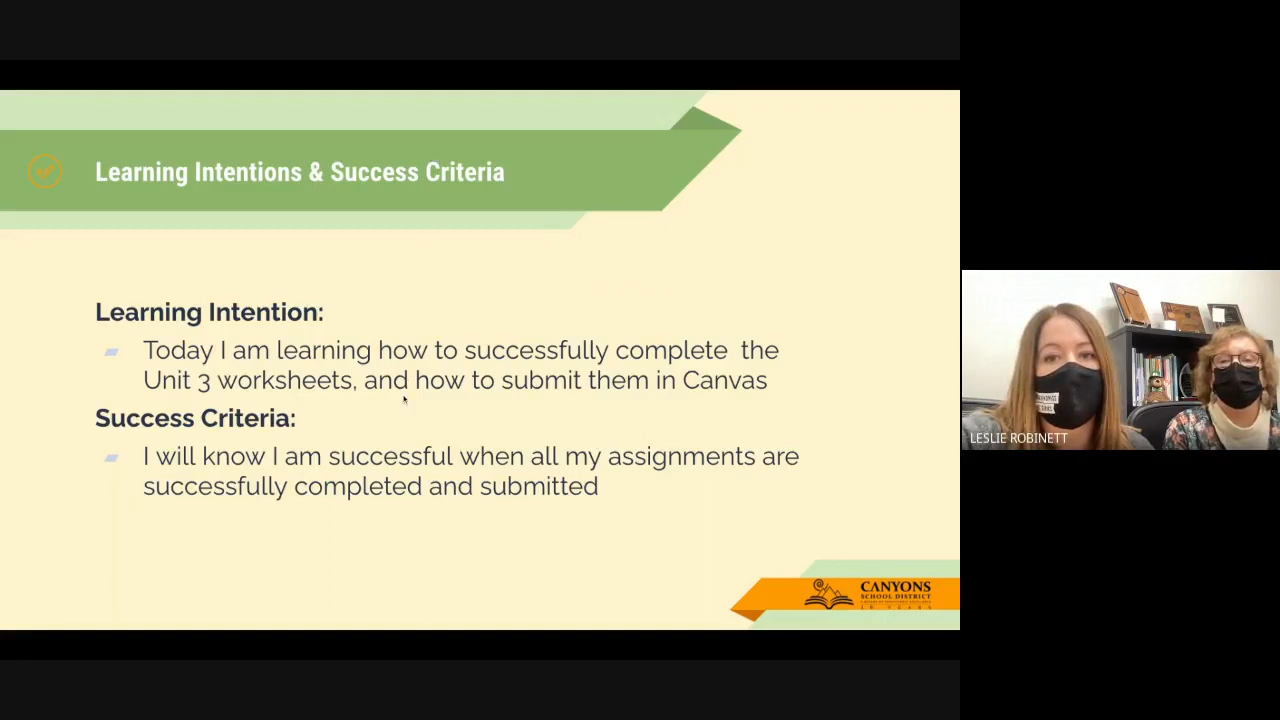 Learning Intentions & Success Criteria
Learning Intention:
Today I am learning how to successfully complete the
Unit 3 worksheets, and how to submit them in Canvas
Success Criteria:
I will know I am successful when all my assignments are
successfully completed and submitted
CANYONS
SCHOOL DISTRICT
LESLIE ROBINETT